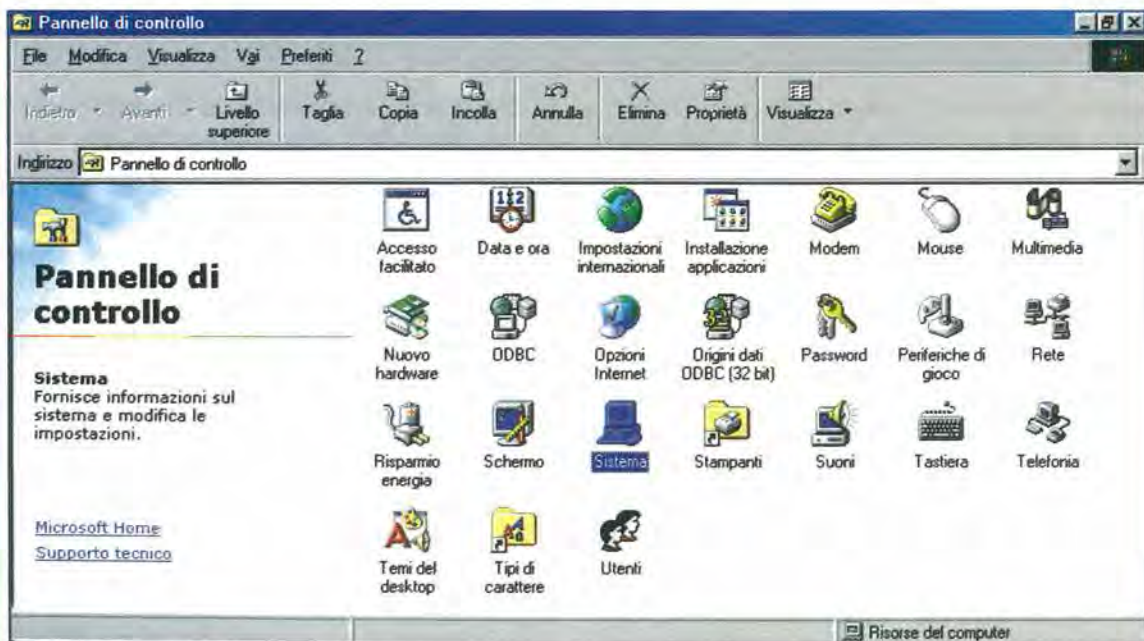 Pannello di controllo
File Modifica Visualizza Vai Preferiti ?
Indietro Avanti Livello superiore Taglia Copia Incolla Annulla Elimina Proprietà Visualizza
Indirizzo Pannello di controllo
Pannello di
controllo
Sistema
Fornisce informazioni sul
sistema e modifica le
impostazioni.
Microsoft Home
Supporto tecnico
Accesso facilitato
Data e ora
Impostazioni internazionali
Installazione applicazioni
Modem
Mouse
Multimedia
Nuovo hardware
ODBC
Opzioni Internet
Origini dati ODBC (32 bit)
Password
Periferiche di gioco
Rete
Risparmio energia
Schermo
Sistema
Stampanti
Suoni
Tastiera
Telefonia
Temi del desktop
Tipi di carattere
Utenti
Risorse del computer